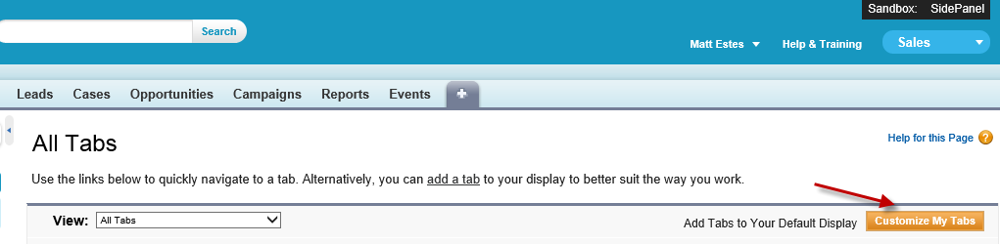 Sandbox: SidePanel
Search
Matt Estes Help & Training Sales
Leads Cases Opportunities Campaigns Reports Events
All Tabs
Help for this Page ?
Use the links below to quickly navigate to a tab. Alternatively, you can add a tab to your display to better suit the way you work.
View: All Tabs
Add Tabs to Your Default Display Customize My Tabs